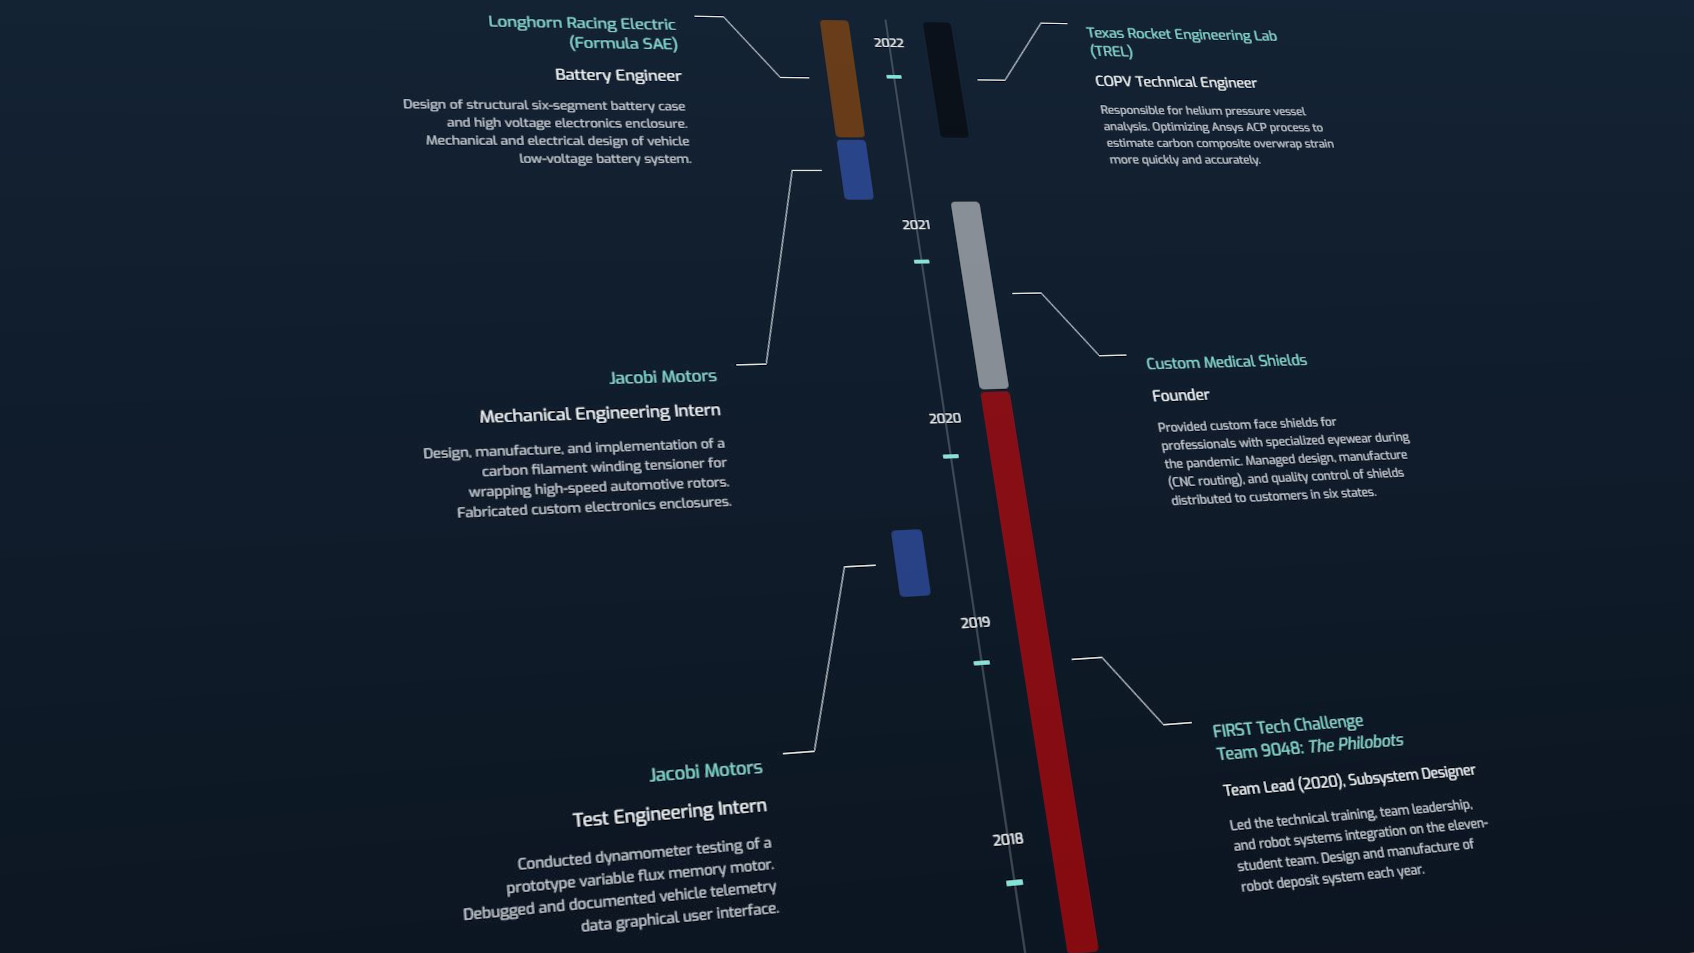 Longhorn Racing Electric
(Formula SAE)
Battery Engineer
Design of structural six-segment battery case
and high voltage electronics enclosure.
Mechanical and electrical design of vehicle
low-voltage battery system.
2022
Texas Rocket Engineering Lab
(TREL)
COPV Technical Engineer
Responsible for helium pressure vessel
analysis. Optimizing Ansys ACP process to
estimate carbon composite overwrap strain
more quickly and accurately.
2021
Jacobi Motors
Mechanical Engineering Intern
Design, manufacture, and implementation of a
carbon filament winding tensioner for
wrapping high-speed automotive rotors.
Fabricated custom electronics enclosures.
Custom Medical Shields
Founder
Provided custom face shields for
professionals with specialized eyewear during
the pandemic. Managed design, manufacture
(CNC routing), and quality control of shields
distributed to customers in six states.
2020
2019
Jacobi Motors
Test Engineering Intern
Conducted dynamometer testing of a
prototype variable flux memory motor.
Debugged and documented vehicle telemetry
data graphical user interface.
FIRST Tech Challenge
Team 9048: The Philobots
Team Lead (2020), Subsystem Designer
Led the technical training, team leadership,
and robot systems integration on the eleven-
student team. Design and manufacture of
robot deposit system each year.
2018